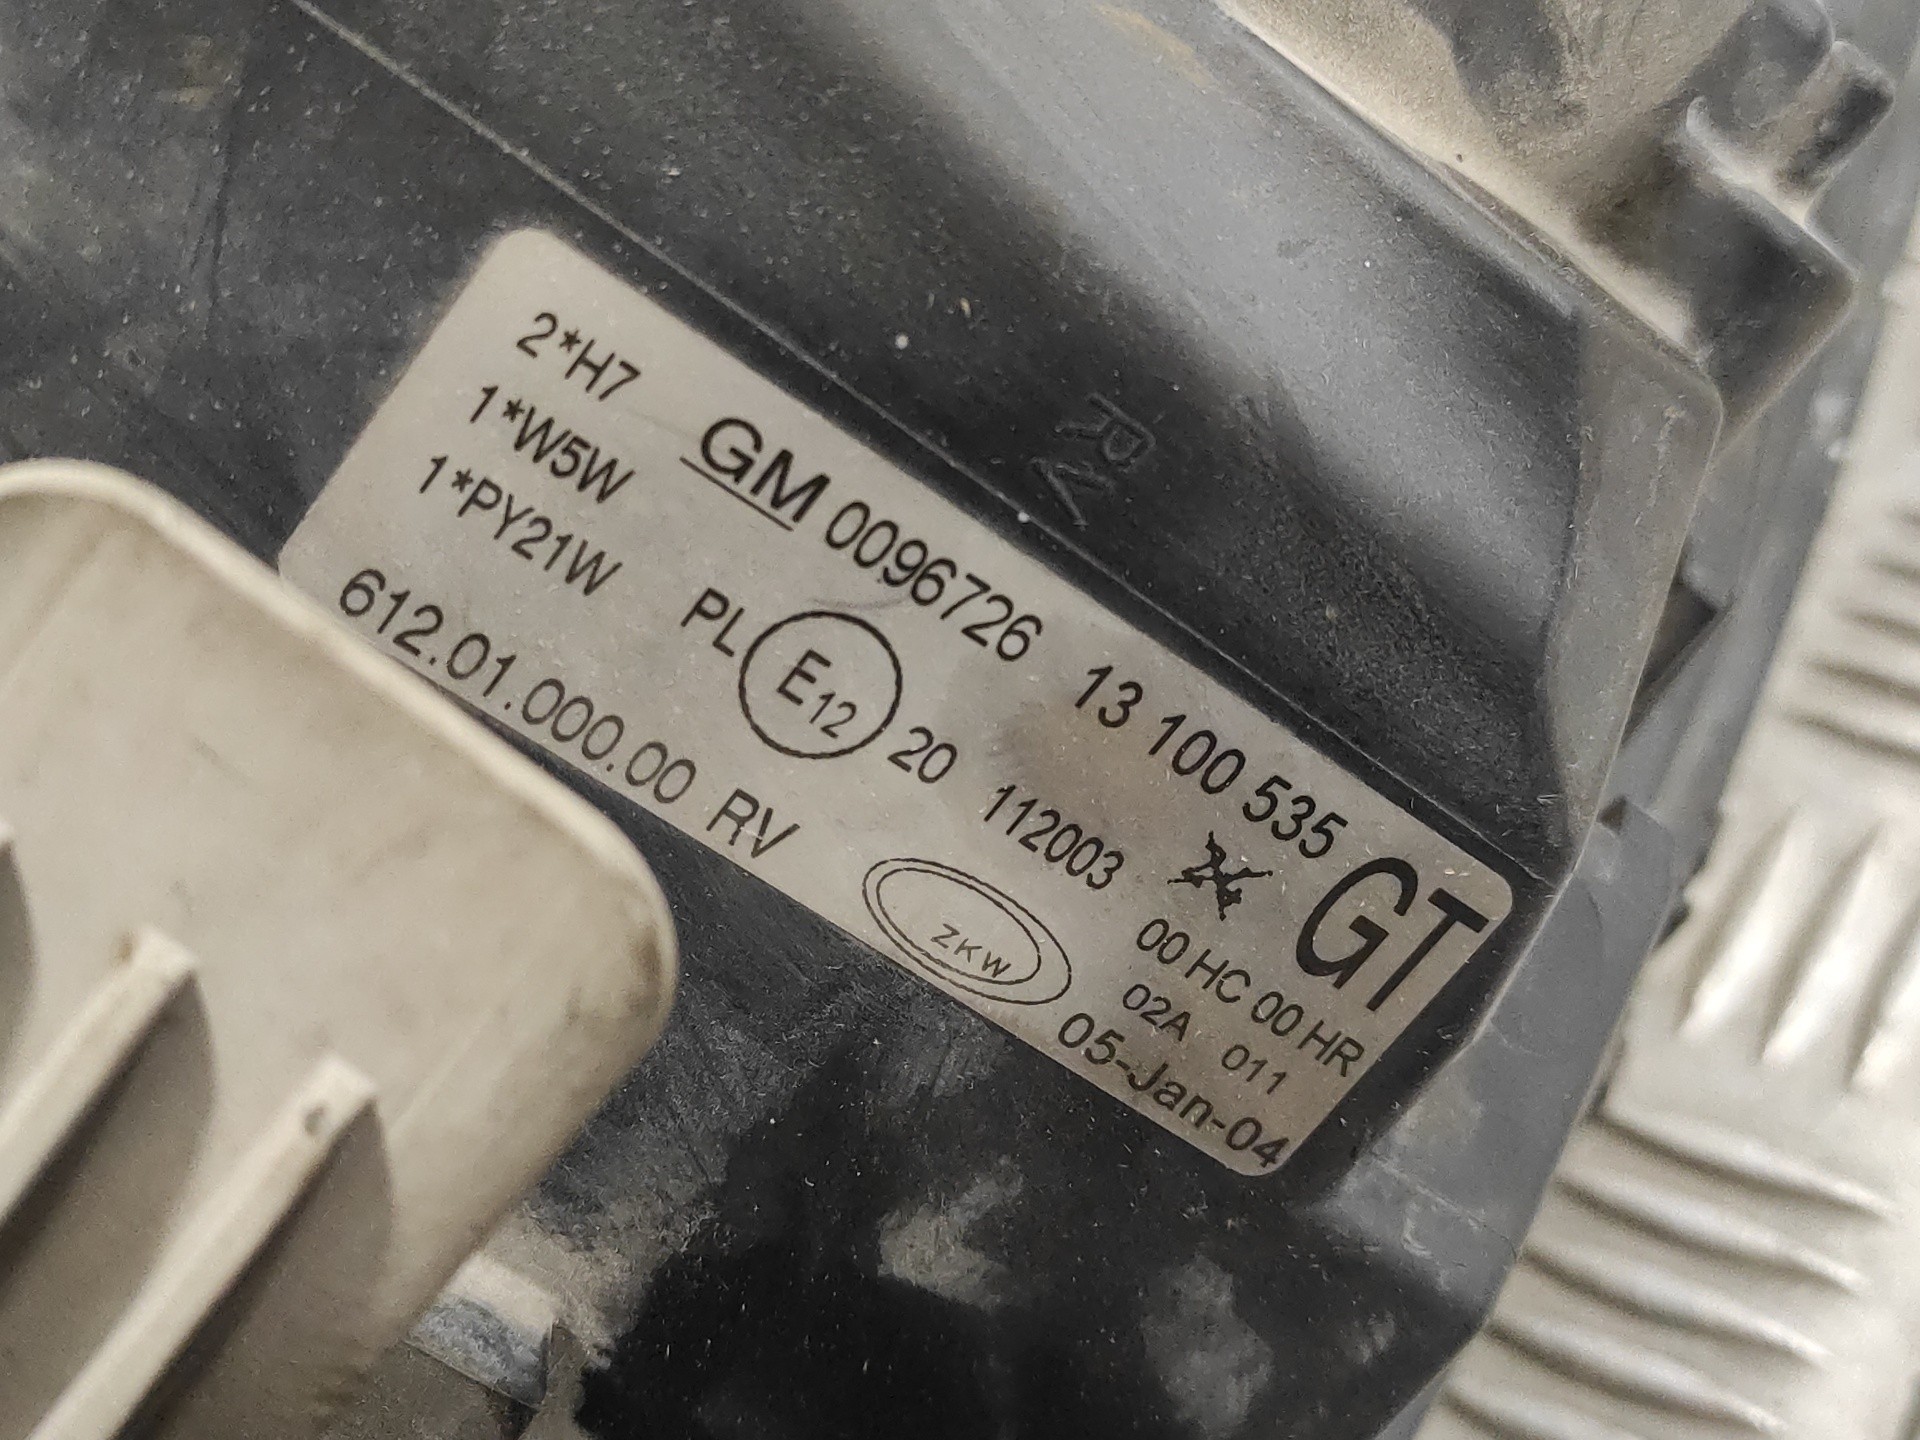 RV
2*H7
1*W5W
1*PY21W
GM 0096726 13 100 535 GT
PL E12 20 112003
00 HC 00 HR
02A 011
612.01.000.00 RV
ZKW
05-Jan-04